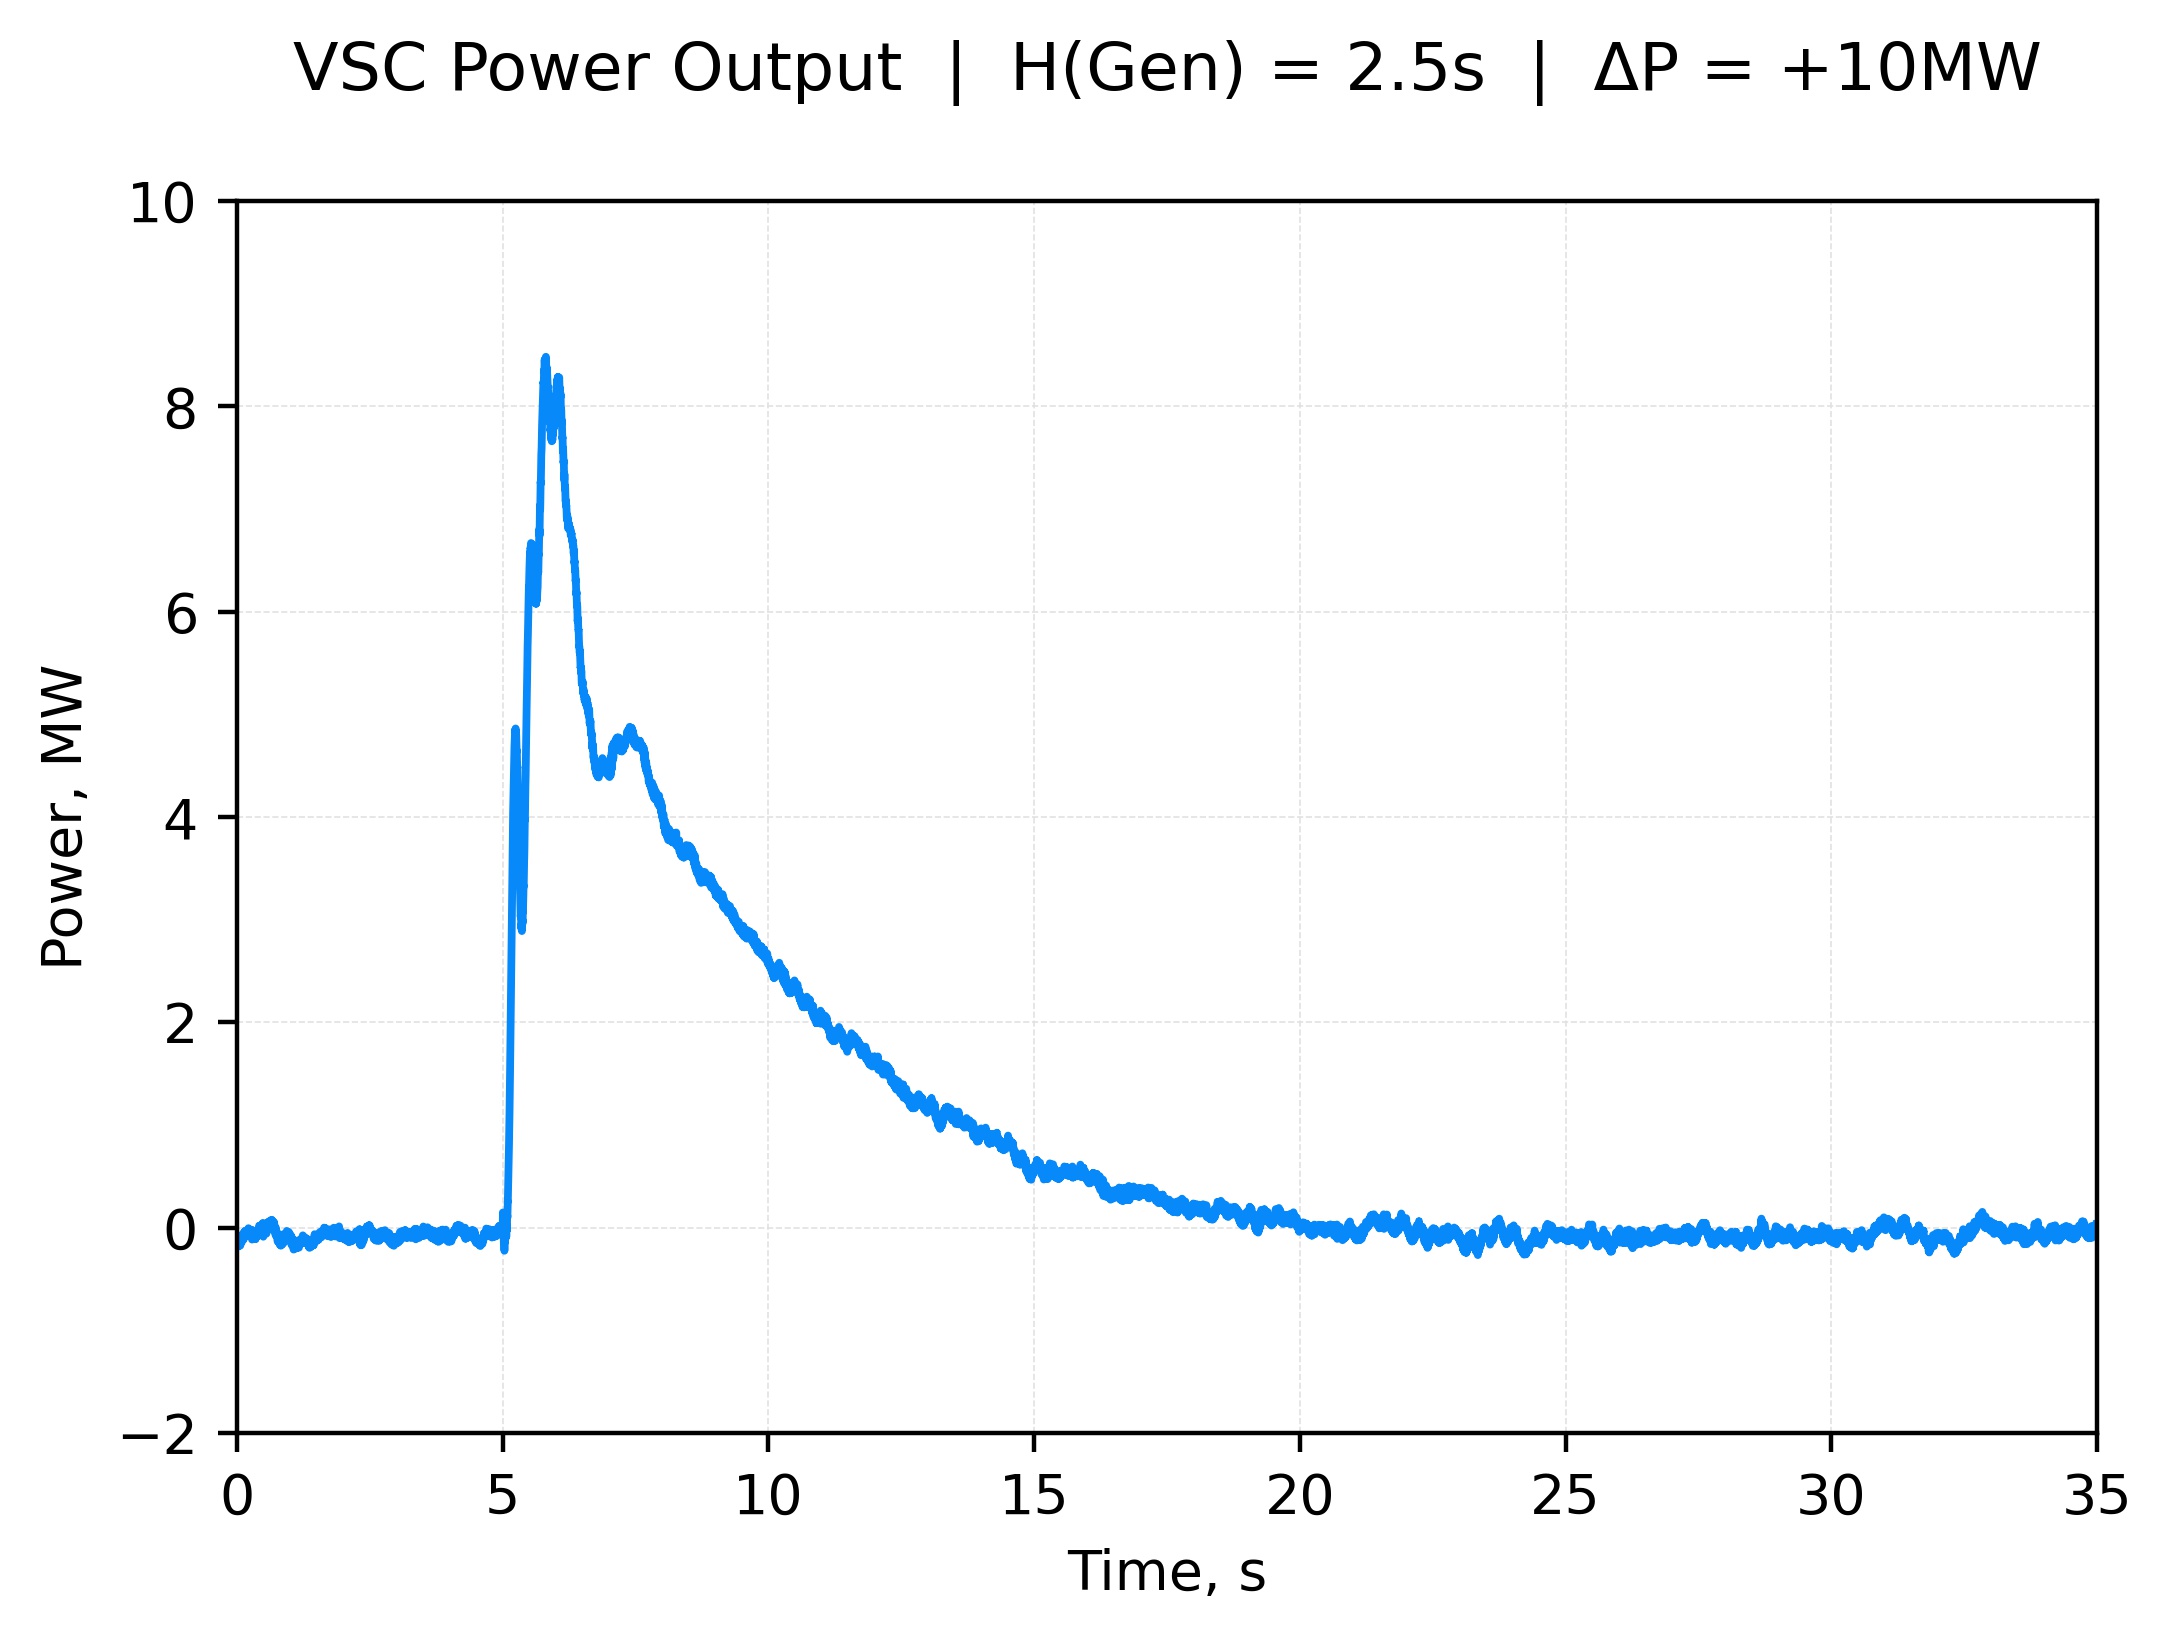 VSC Power Output | H(Gen) = 2.5s | ΔP = +10MW
10
8
6
4
2
0
−2
Power, MW
0 5 10 15 20 25 30 35
Time, s